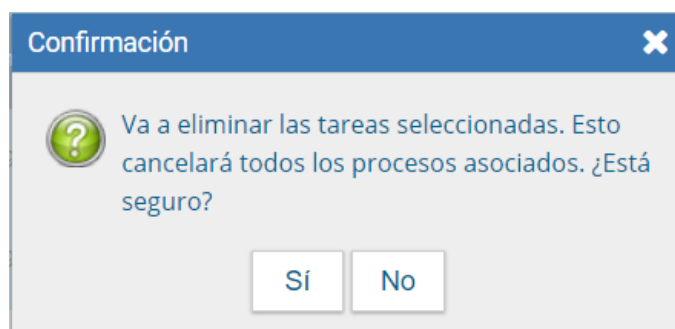 Confirmación
Va a eliminar las tareas seleccionadas. Esto
cancelará todos los procesos asociados. ¿Está
seguro?
Sí No